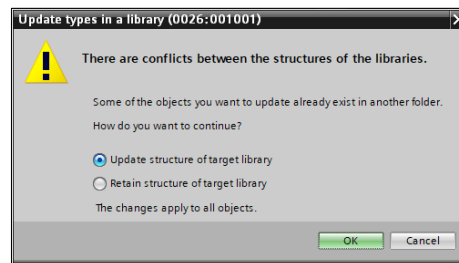 Update types in a library (0026:001001)
There are conflicts between the structures of the libraries.
Some of the objects you want to update already exist in another folder.
How do you want to continue?
Update structure of target library
Retain structure of target library
The changes apply to all objects.
OK Cancel